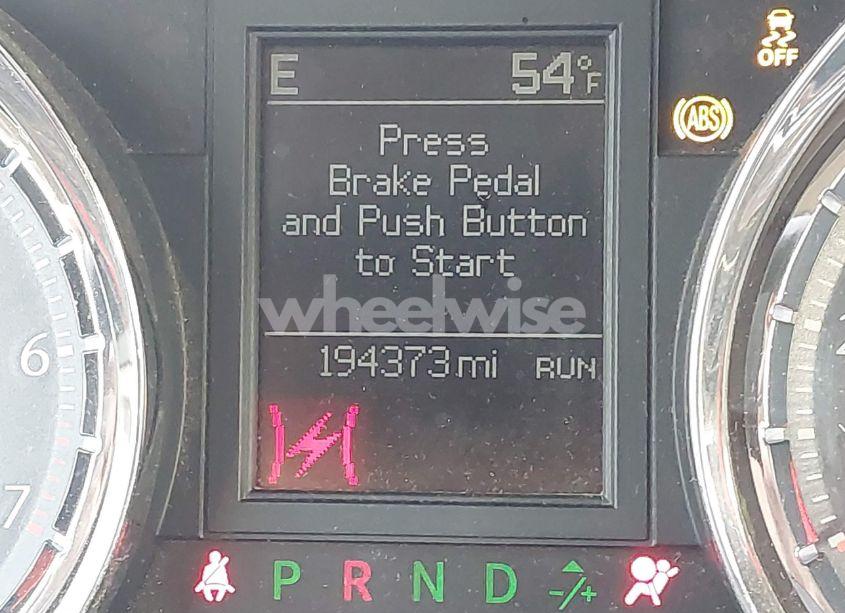 E 54°F
OFF
ABS
Press
Brake Pedal
and Push Button
to Start
wheelwise
194373 mi RUN
6
7
P R N D -/+